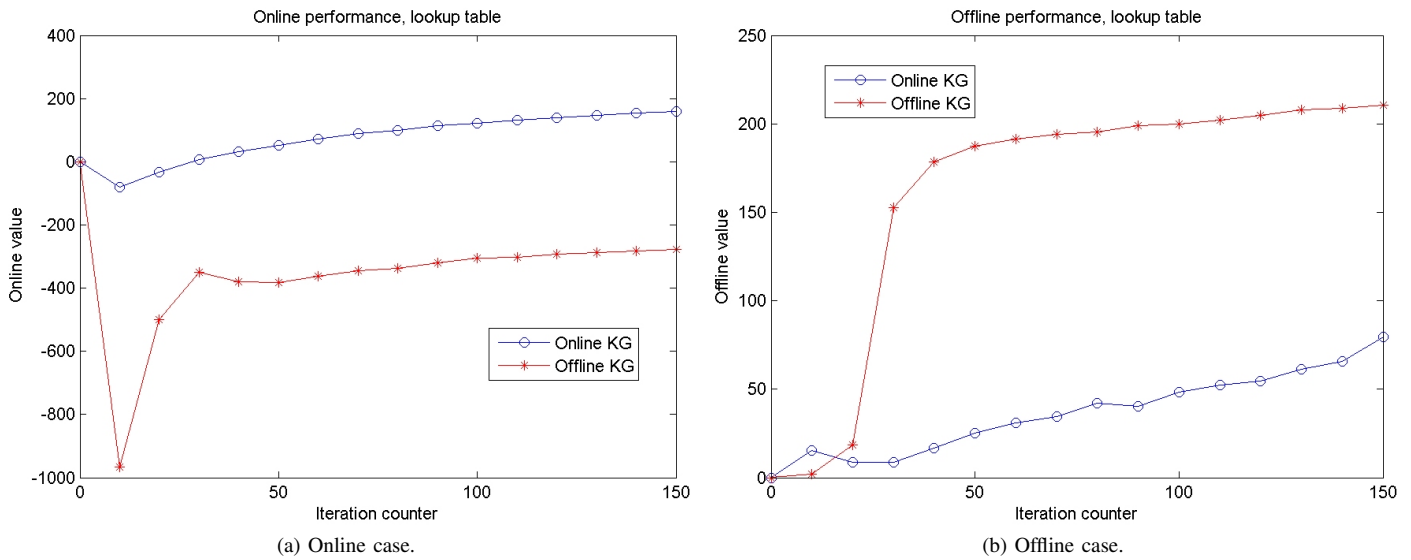 Online performance, lookup table
400
200
0
-200
-400
-600
-800
-1000
Online value
Online KG
Offline KG
0
50
100
150
Iteration counter
(a) Online case.
Offline performance, lookup table
250
200
150
100
50
0
Offline value
Online KG
Offline KG
0
50
100
150
Iteration counter
(b) Offline case.